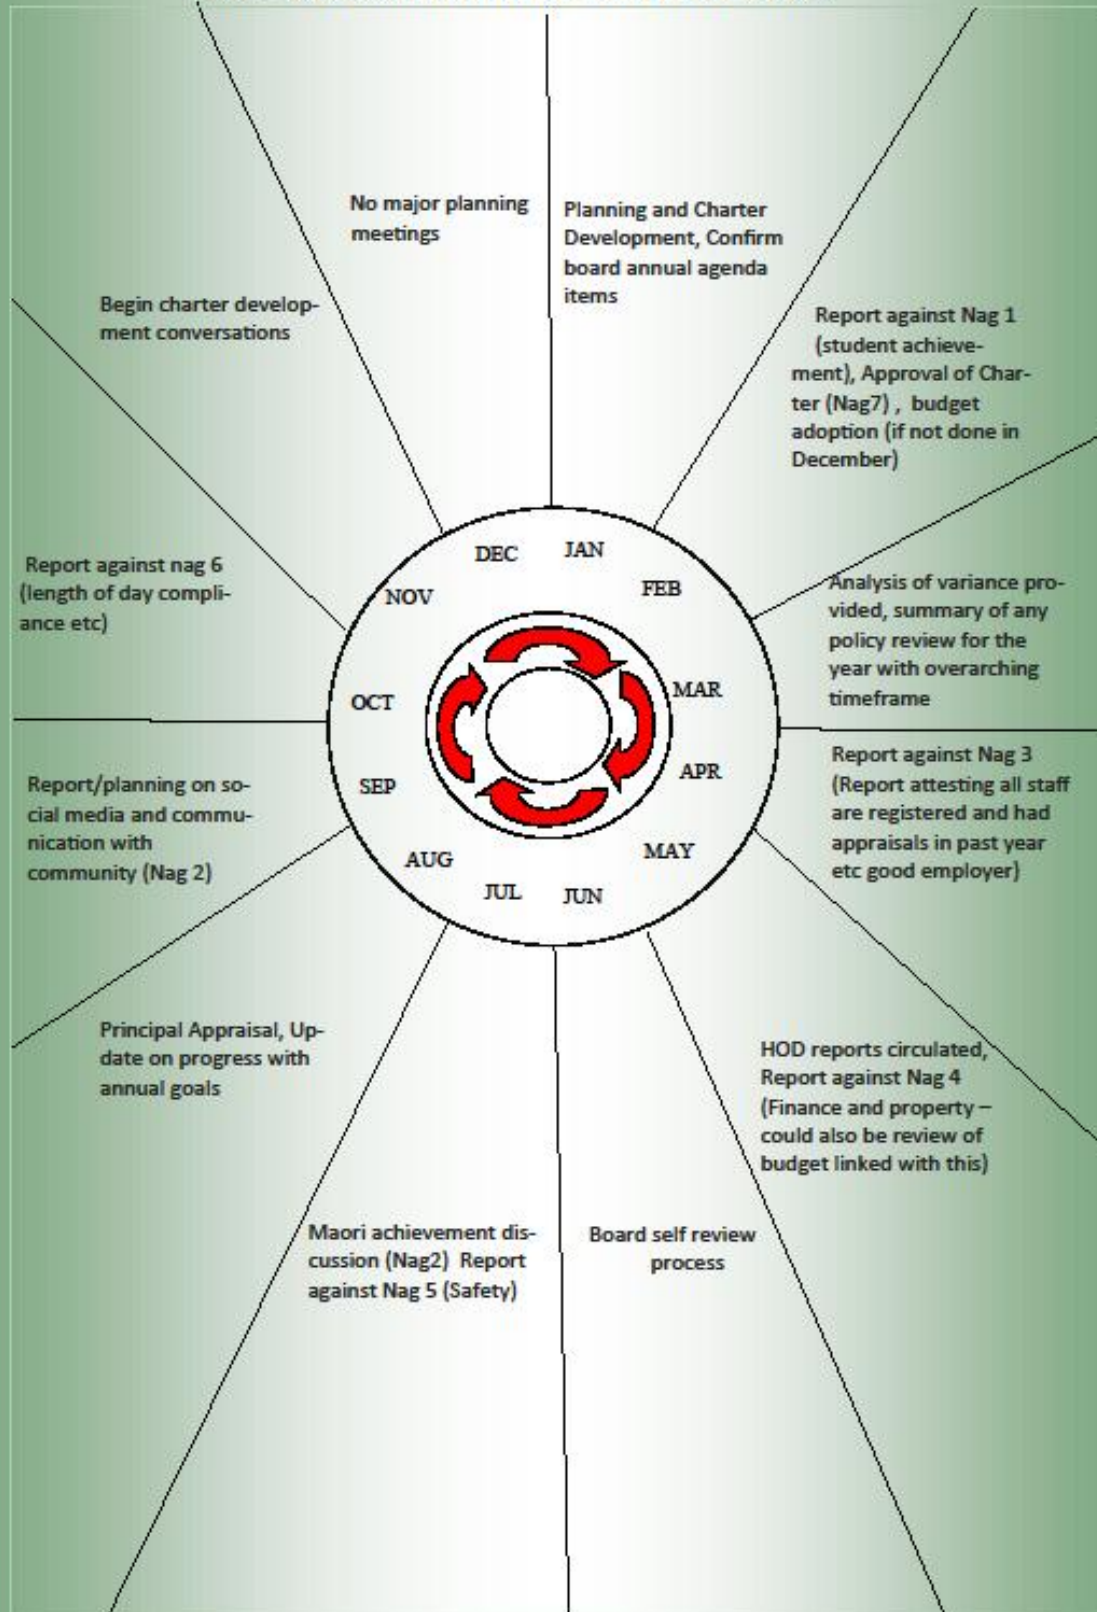 No major planning
meetings
Planning and Charter
Development, Confirm
board annual agenda
items
Begin charter develop-
ment conversations
Report against Nag 1
(student achieve-
ment), Approval of Char-
ter (Nag7) , budget
adoption (if not done in
December)
DEC
JAN
NOV
FEB
Report against nag 6
(length of day compli-
ance etc)
Analysis of variance pro-
vided, summary of any
policy review for the
year with overarching
timeframe
OCT
MAR
SEP
APR
Report/planning on so-
cial media and commu-
nication with
community (Nag 2)
Report against Nag 3
(Report attesting all staff
are registered and had
appraisals in past year
etc good employer)
AUG
MAY
JUL
JUN
Principal Appraisal, Up-
date on progress with
annual goals
HOD reports circulated,
Report against Nag 4
(Finance and property –
could also be review of
budget linked with this)
Maori achievement dis-
cussion (Nag2) Report
against Nag 5 (Safety)
Board self review
process